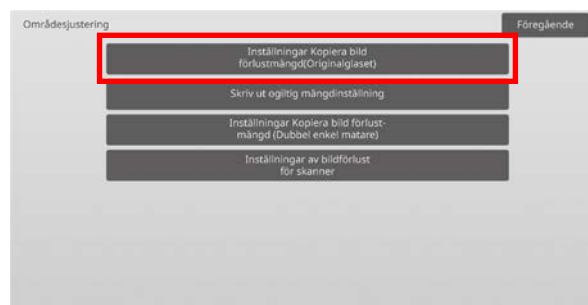 Områdesjustering
Föregående
Inställningar Kopiera bild
förlustmängd(Originalglaset)
Skriv ut ogiltig mängdinställning
Inställningar Kopiera bild förlust-
mängd (Dubbel enkel matare)
Inställningar av bildförlust
för skanner